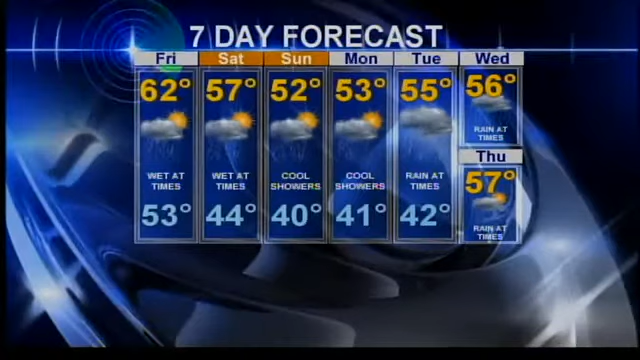 7 DAY FORECAST
Fri
62°
WET AT
TIMES
53°
Sat
57°
WET AT
TIMES
44°
Sun
52°
COOL
SHOWERS
40°
Mon
53°
COOL
SHOWERS
41°
Tue
55°
RAIN AT
TIMES
42°
Wed
56°
RAIN AT
TIMES
Thu
57°
RAIN AT
TIMES